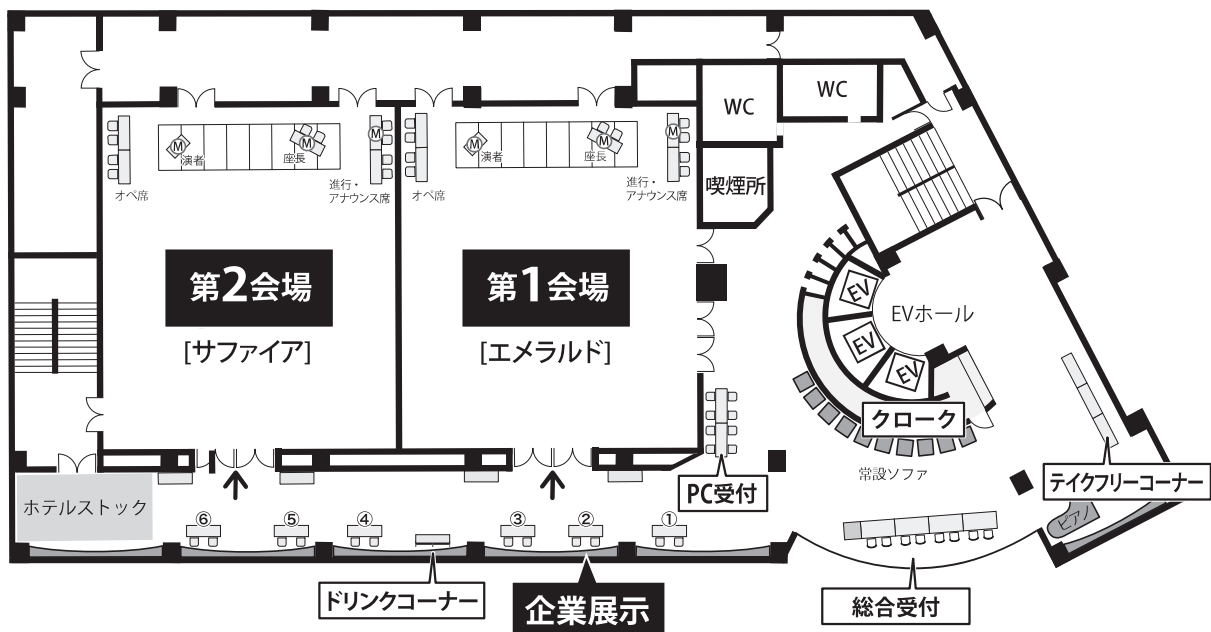 WC
WC
喫煙所
M
演者
座長
M
M
オペ席
進行・
アナウンス席
M
演者
座長
M
M
オペ席
進行・
アナウンス席
第2会場
[サファイア]
第1会場
[エメラルド]
EV
EV
EV
EVホール
クローク
常設ソファ
テイクフリーコーナー
ピアノ
PC受付
ホテルストック
⑥
⑤
④
③
②
①
ドリンクコーナー
企業展示
総合受付